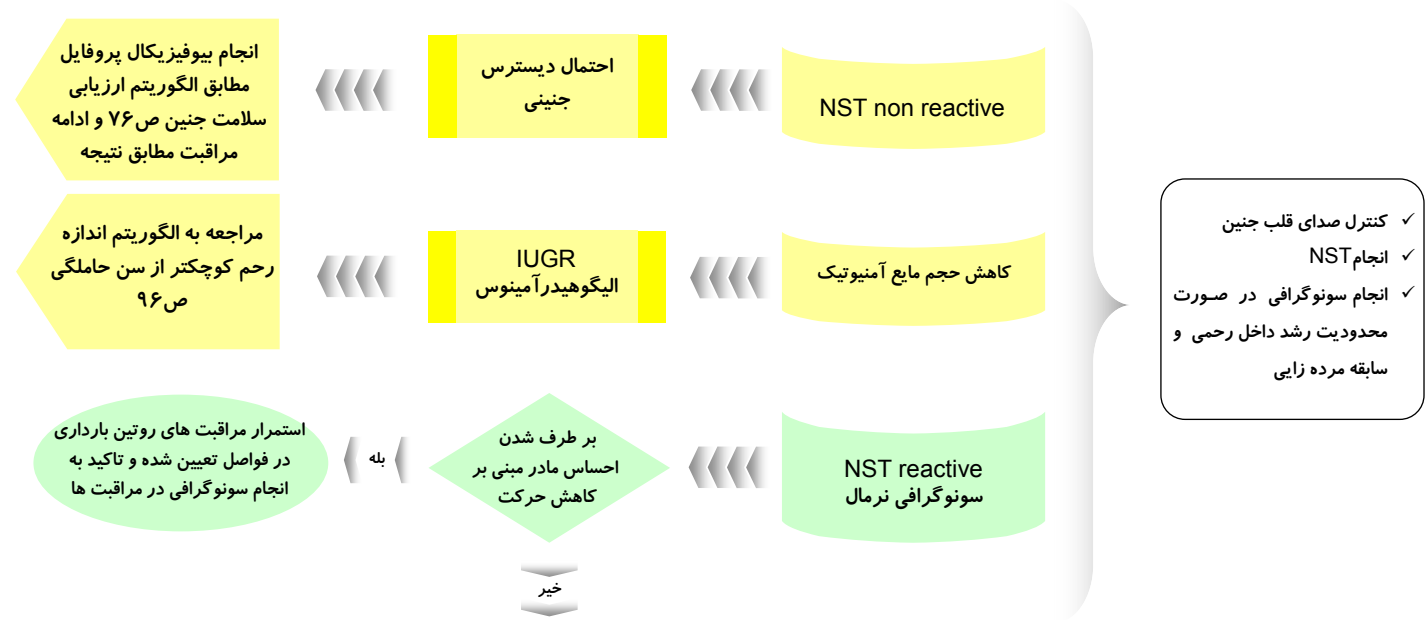 کنترل صدای قلب جنین
انجامNST
انجام سونوگرافی در صورت
محدودیت رشد داخل رحمی و
سابقه مرده زایی
NST non reactive
احتمال دیسترس
جنینی
انجام بیوفیزیکال پروفایل
مطابق الگوریتم ارزیابی
سلامت جنین ص۷۶ و ادامه
مراقبت مطابق نتیجه
کاهش حجم مایع آمنیوتیک
IUGR
الیگوهیدرآمینوس
مراجعه به الگوریتم اندازه
رحم کوچکتر از سن حاملگی
ص۹۶
NST reactive
سونوگرافی نرمال
بر طرف شدن
احساس مادر مبنی بر
کاهش حرکت
بله
استمرار مراقبت های روتین بارداری
در فواصل تعیین شده و تاکید به
انجام سونوگرافی در مراقبت ها
خیر